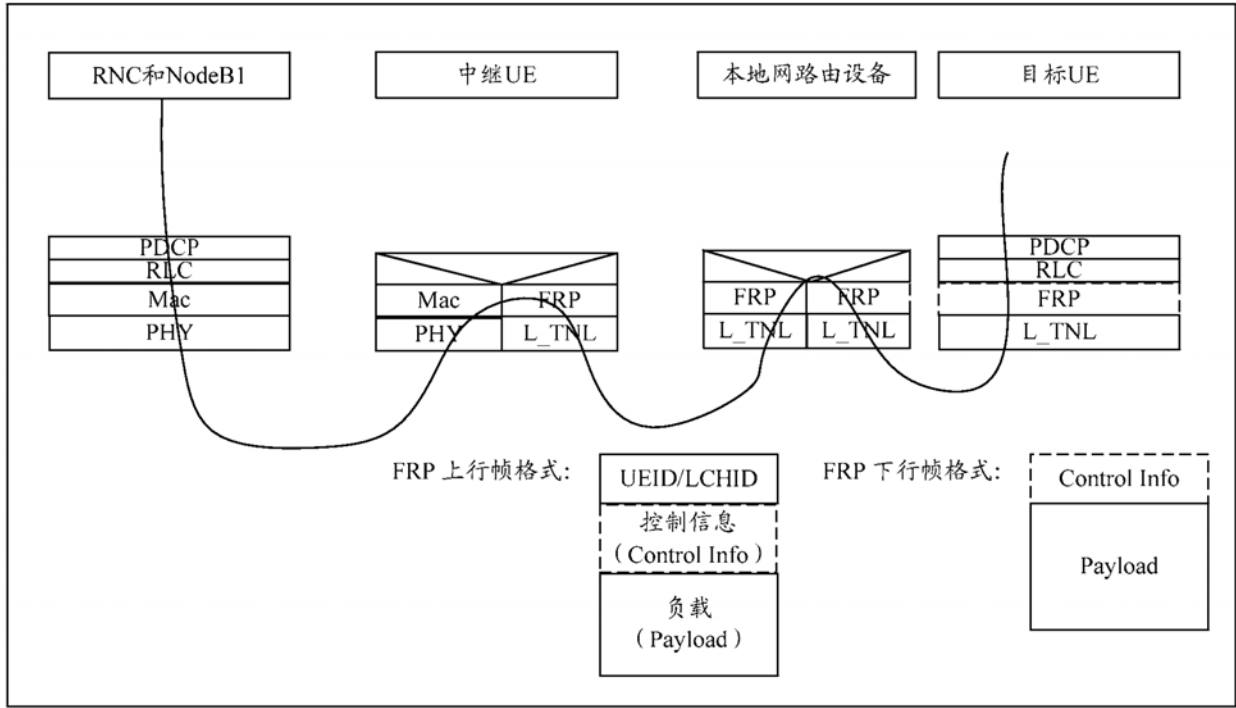 RNC和NodeB1
中继UE
本地网路由设备
目标UE
PDCP
RLC
Mac
PHY
Mac
FRP
PHY
L_TNL
FRP
FRP
L_TNL
L_TNL
PDCP
RLC
FRP
L_TNL
FRP 上行帧格式:
UEID/LCHID
控制信息
（Control Info）
负载
（Payload）
FRP 下行帧格式:
Control Info
Payload